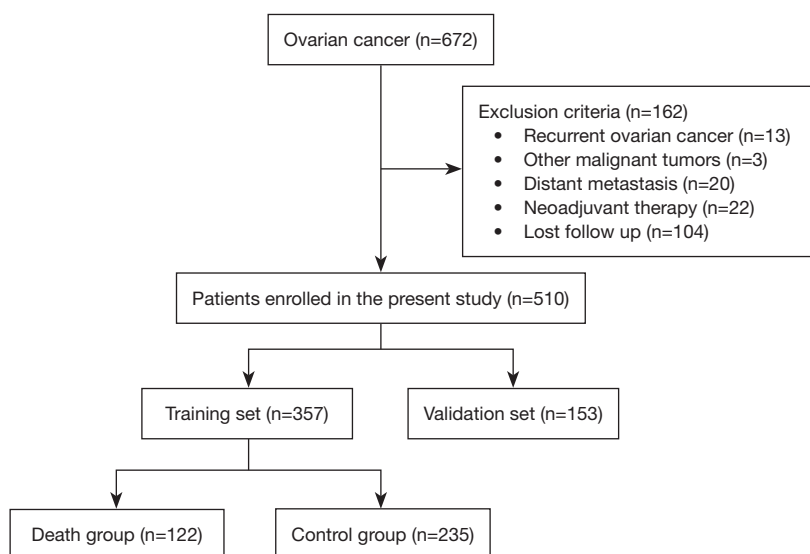 Ovarian cancer (n=672)
Exclusion criteria (n=162)
• Recurrent ovarian cancer (n=13)
• Other malignant tumors (n=3)
• Distant metastasis (n=20)
• Neoadjuvant therapy (n=22)
• Lost follow up (n=104)
Patients enrolled in the present study (n=510)
Training set (n=357)
Validation set (n=153)
Death group (n=122)
Control group (n=235)